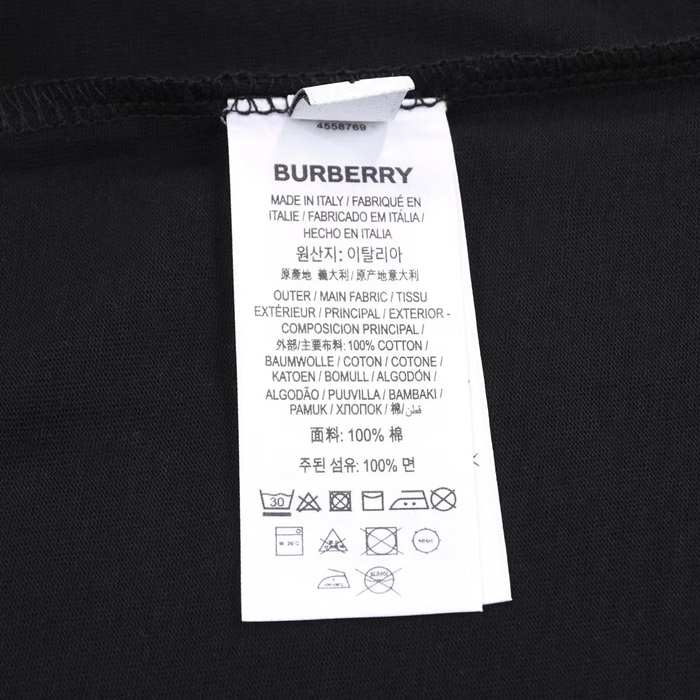 4558769
BURBERRY
MADE IN ITALY / FABRIQUÉ EN
ITALIE / FABRICADO EM ITÁLIA /
HECHO EN ITALIA
원산지: 이탈리아
原產地 義大利 / 原产地意大利
OUTER / MAIN FABRIC / TISSU
EXTÉRIEUR / PRINCIPAL / EXTERIOR -
COMPOSICION PRINCIPAL /
外部/主要布料: 100% COTTON /
BAUMWOLLE / COTON / COTONE /
KATOEN / BOMULL / ALGODÓN /
ALGODÃO / PUUVILLA / BAMBAKI /
PAMUK / ХЛОПОК / 棉/ قطن
面料: 100% 棉
주된 섬유: 100% 면
30